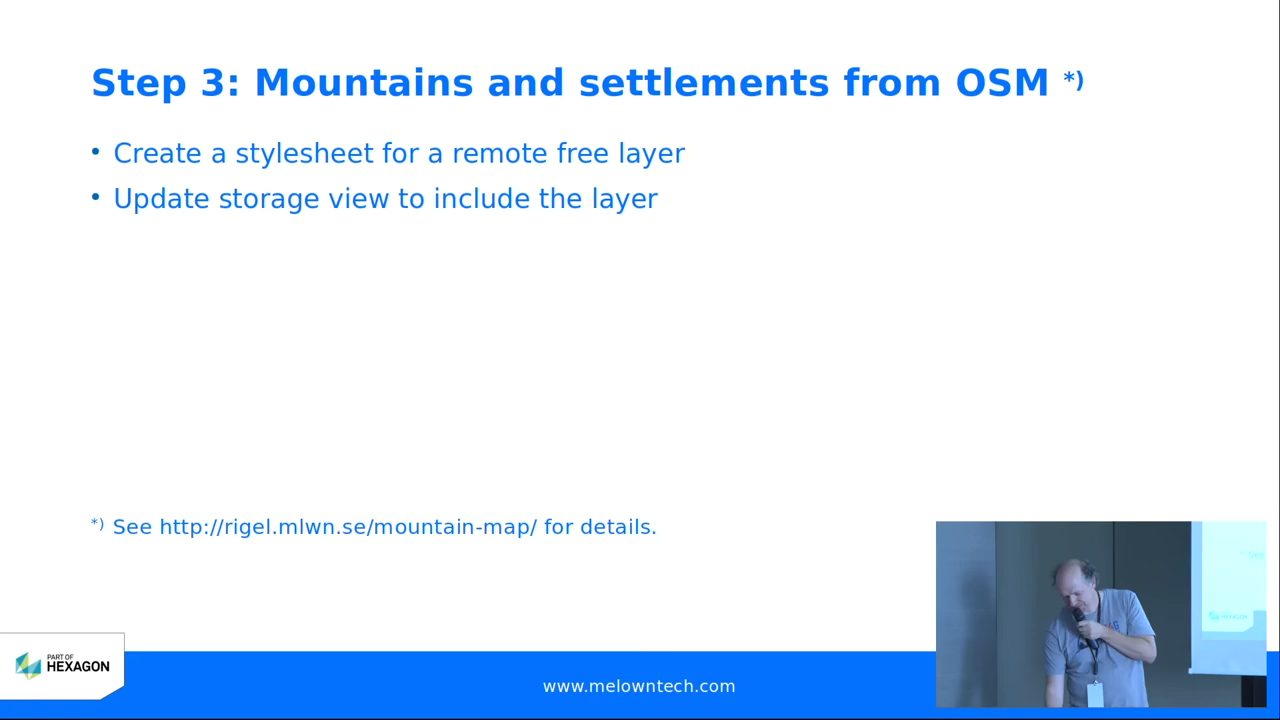 Step 3: Mountains and settlements from OSM *)
• Create a stylesheet for a remote free layer
• Update storage view to include the layer
*) See http://rigel.mlwn.se/mountain-map/ for details.
PART OF
HEXAGON
www.melowntech.com
HEXAGON